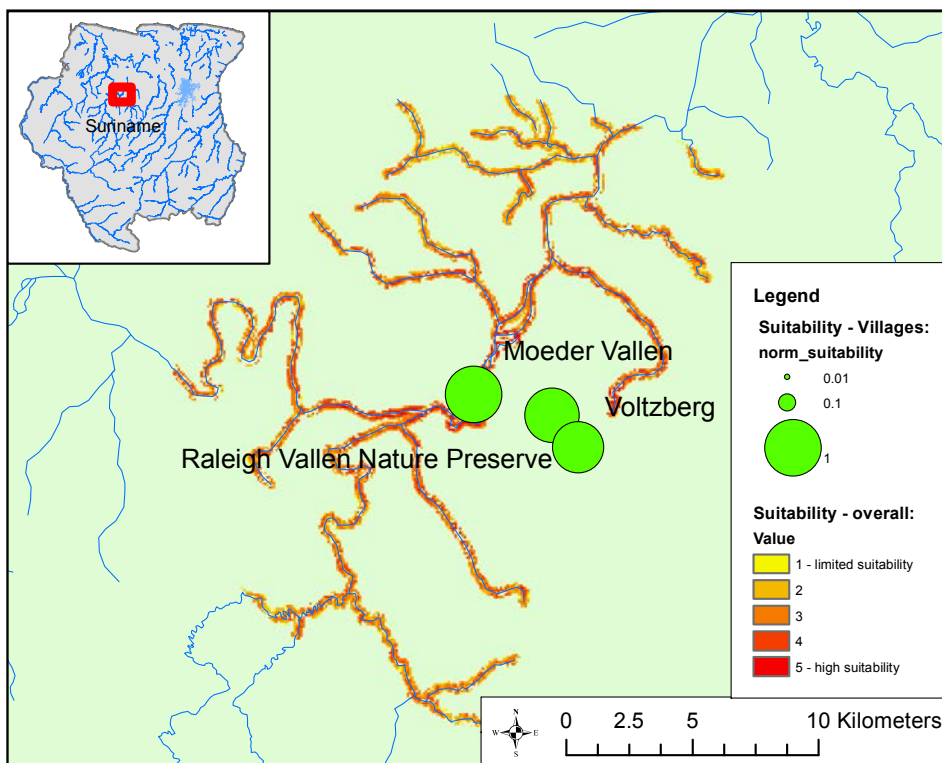 Suriname
Moeder Vallen
Voltzberg
Raleigh Vallen Nature Preserve
Legend
Suitability - Villages:
norm_suitability
0.01
0.1
1
Suitability - overall:
Value
1 - limited suitability
2
3
4
5 - high suitability
N
W E
S
0 2.5 5 10 Kilometers